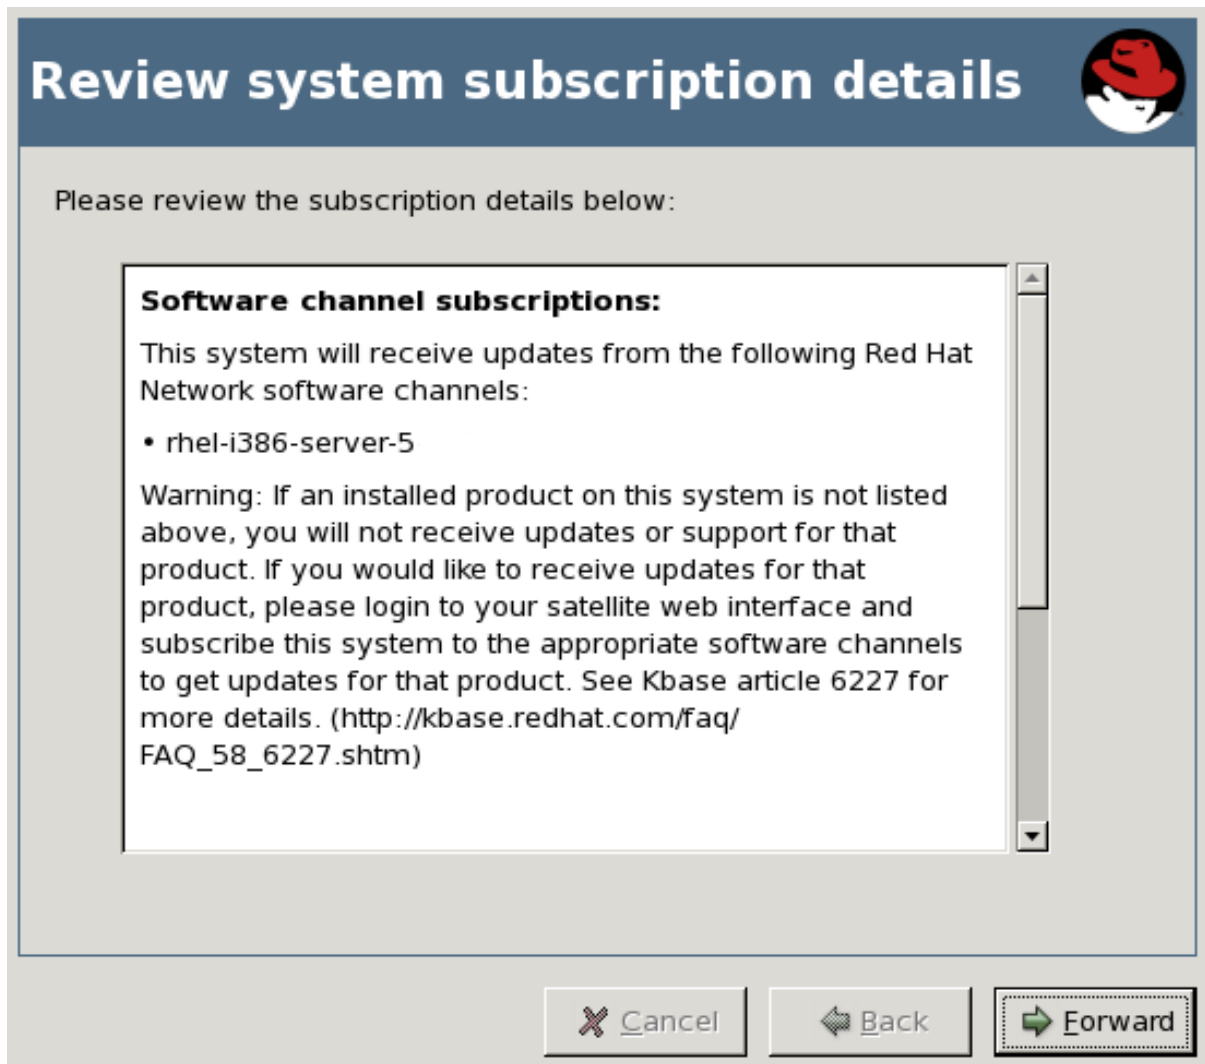 Review system subscription details
Please review the subscription details below:
Software channel subscriptions:
This system will receive updates from the following Red Hat
Network software channels:
• rhel-i386-server-5
Warning: If an installed product on this system is not listed
above, you will not receive updates or support for that
product. If you would like to receive updates for that
product, please login to your satellite web interface and
subscribe this system to the appropriate software channels
to get updates for that product. See Kbase article 6227 for
more details. (http://kbase.redhat.com/faq/
FAQ_58_6227.shtm)
Cancel
Back
Forward